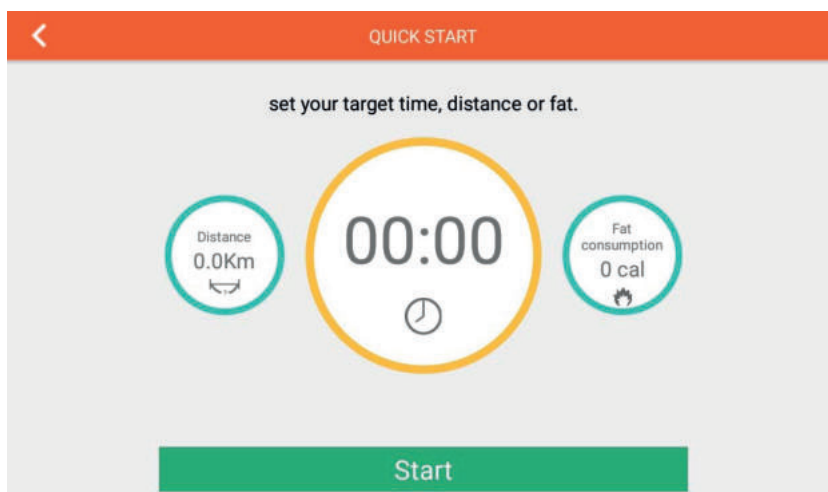 QUICK START
set your target time, distance or fat.
Distance
0.0Km
00:00
Fat
consumption
0 cal
Start